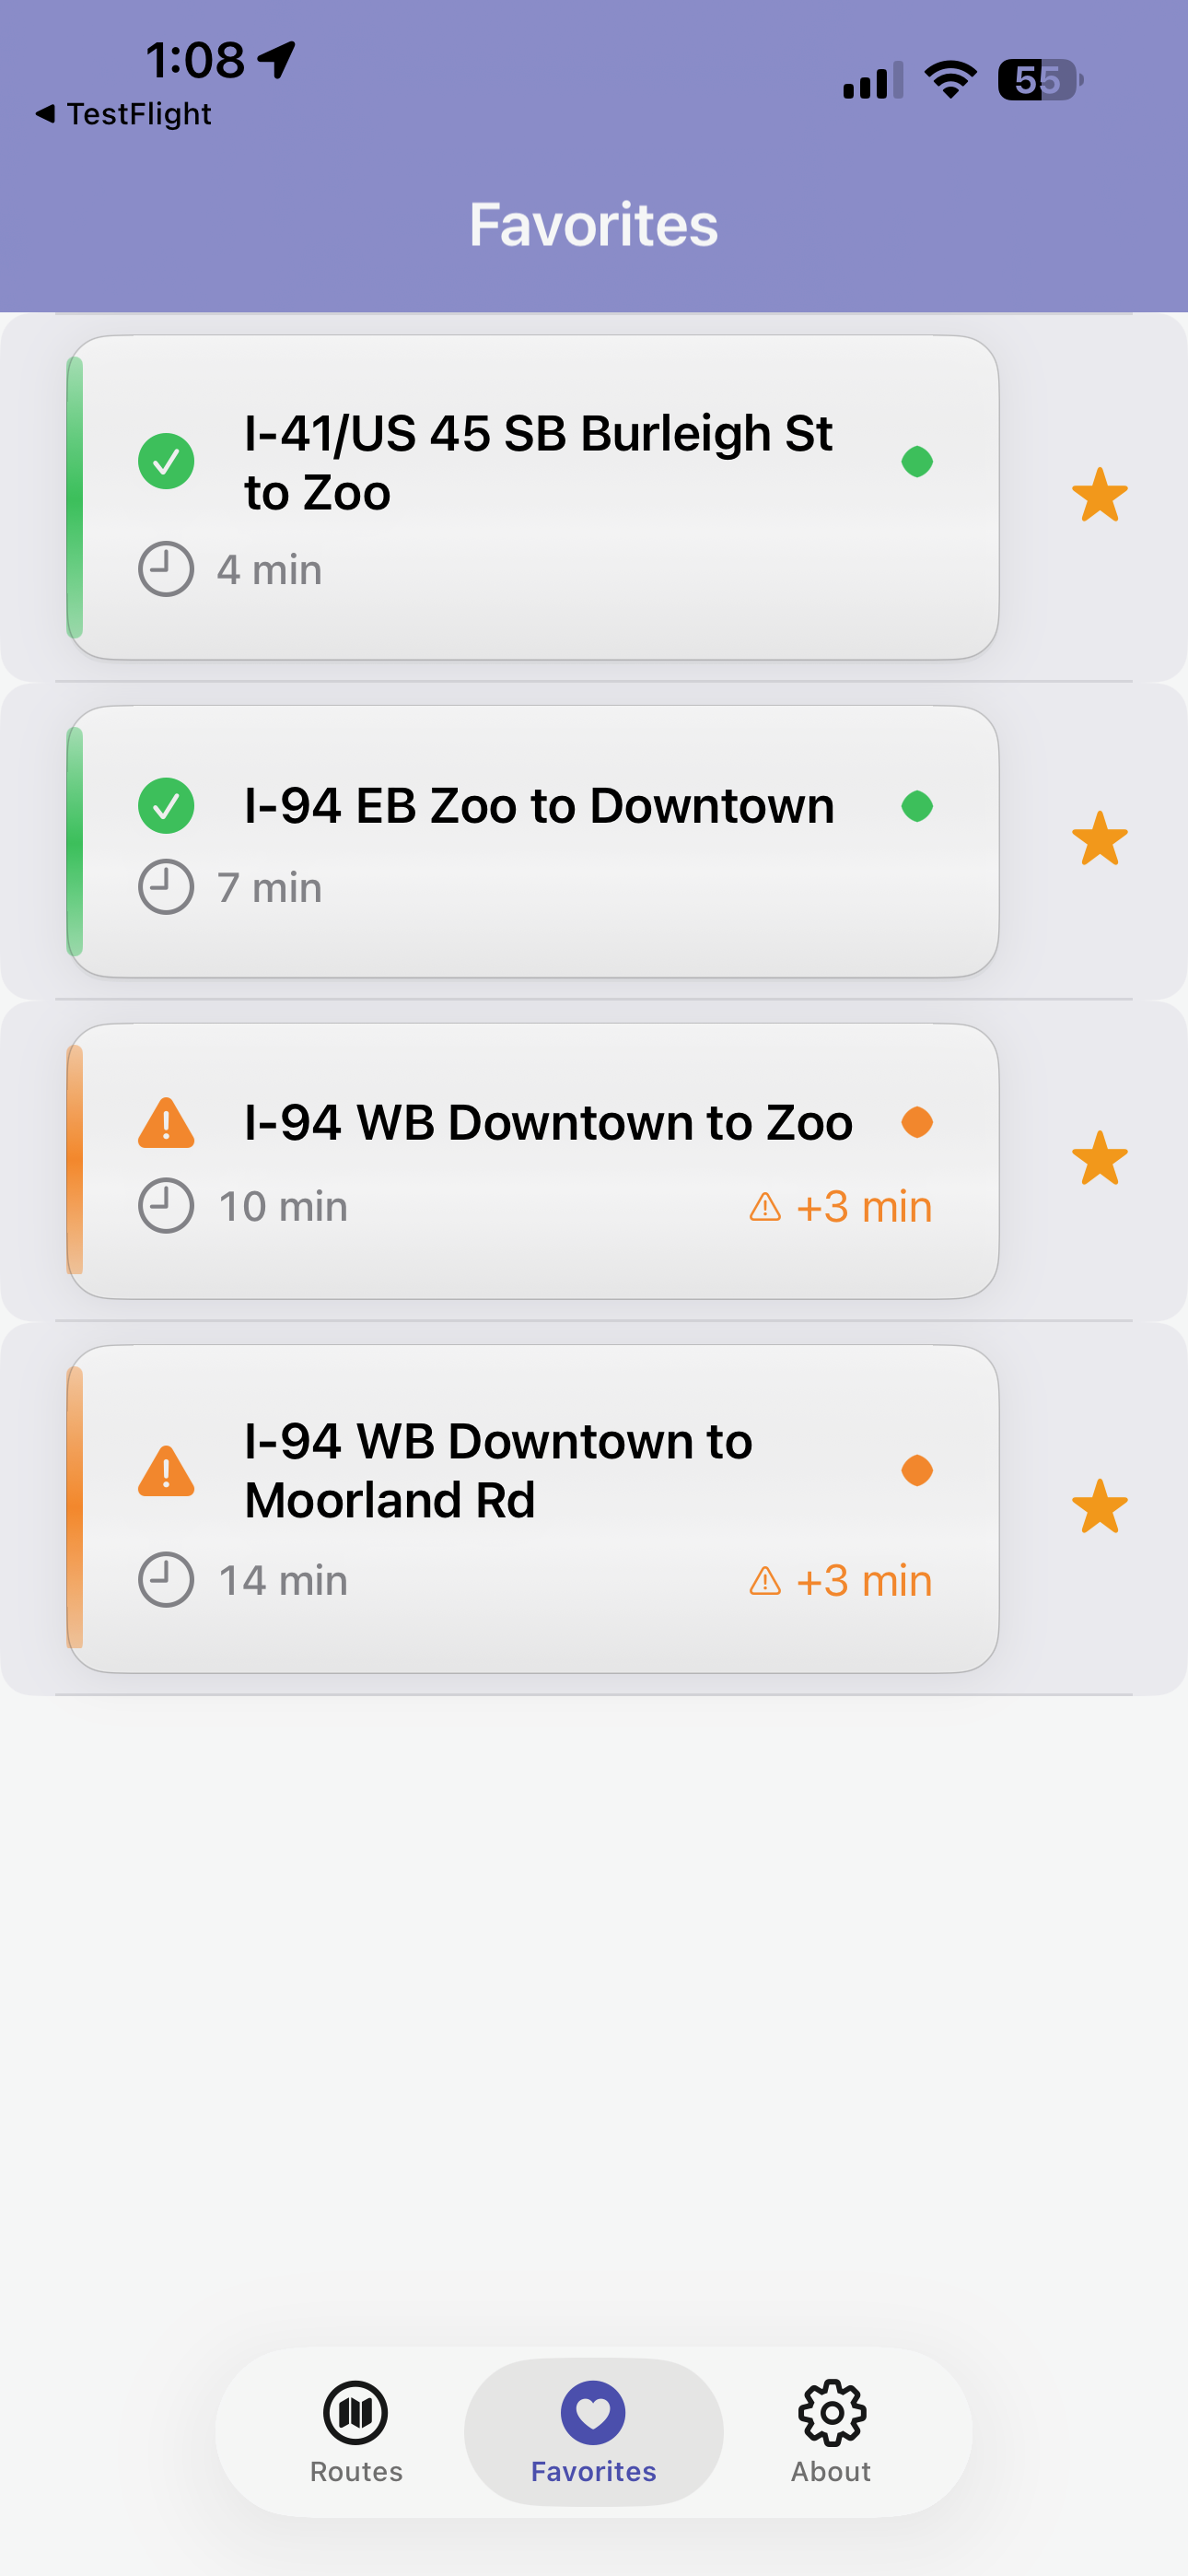 1:08
◀ TestFlight
55
Favorites
I-41/US 45 SB Burleigh St
to Zoo
4 min
I-94 EB Zoo to Downtown
7 min
I-94 WB Downtown to Zoo
10 min
+3 min
I-94 WB Downtown to
Moorland Rd
14 min
+3 min
Routes
Favorites
About